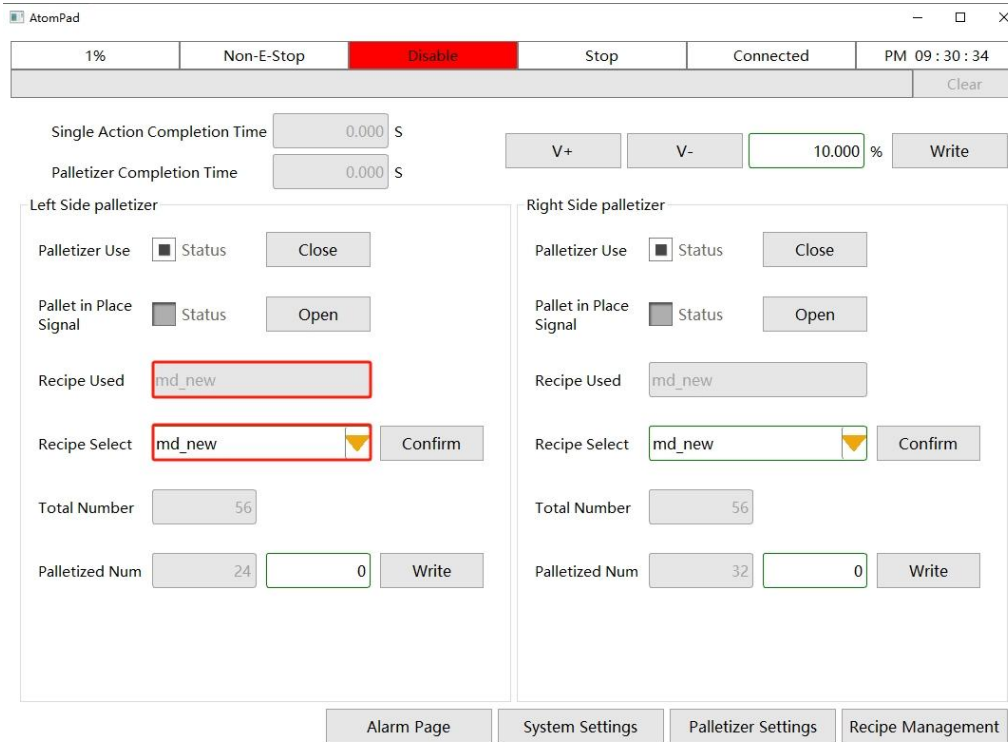 AtomPad
1% Non-E-Stop Disable Stop Connected PM 09 : 30 : 34
Clear
Single Action Completion Time 0.000 S
V+ V- 10.000 % Write
Palletizer Completion Time 0.000 S
Left Side palletizer
Palletizer Use Status Close
Pallet in Place
Signal
Status Open
Recipe Used md_new
Recipe Select md_new Confirm
Total Number 56
Palletized Num 24 0 Write
Right Side palletizer
Palletizer Use Status Close
Pallet in Place
Signal
Status Open
Recipe Used md_new
Recipe Select md_new Confirm
Total Number 56
Palletized Num 32 0 Write
Alarm Page System Settings Palletizer Settings Recipe Management